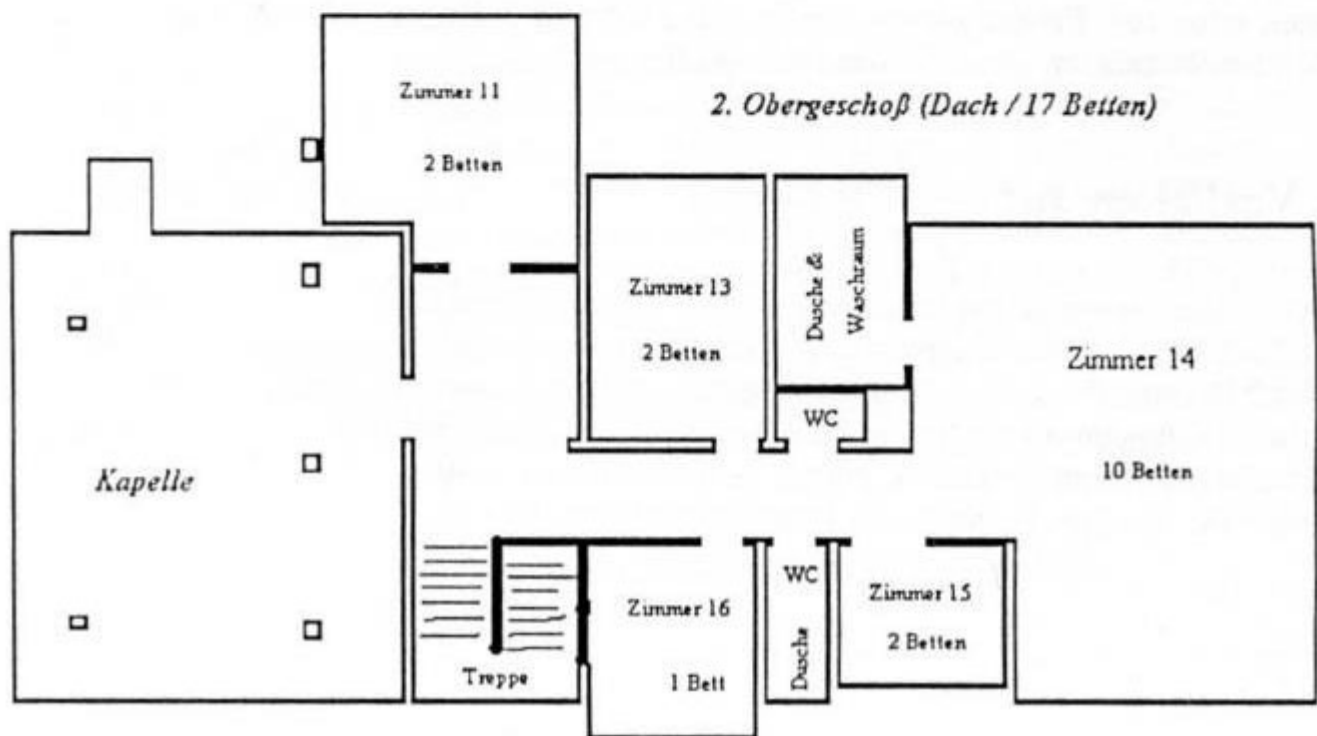 Zimmer 11
2. Obergeschoß (Dach / 17 Betten)
2 Betten
Zimmer 13
2 Betten
Dusche &
Waschraum
Zimmer 14
WC
10 Betten
Kapelle
WC
Dusche
Zimmer 15
2 Betten
Zimmer 16
1 Bett
Treppe